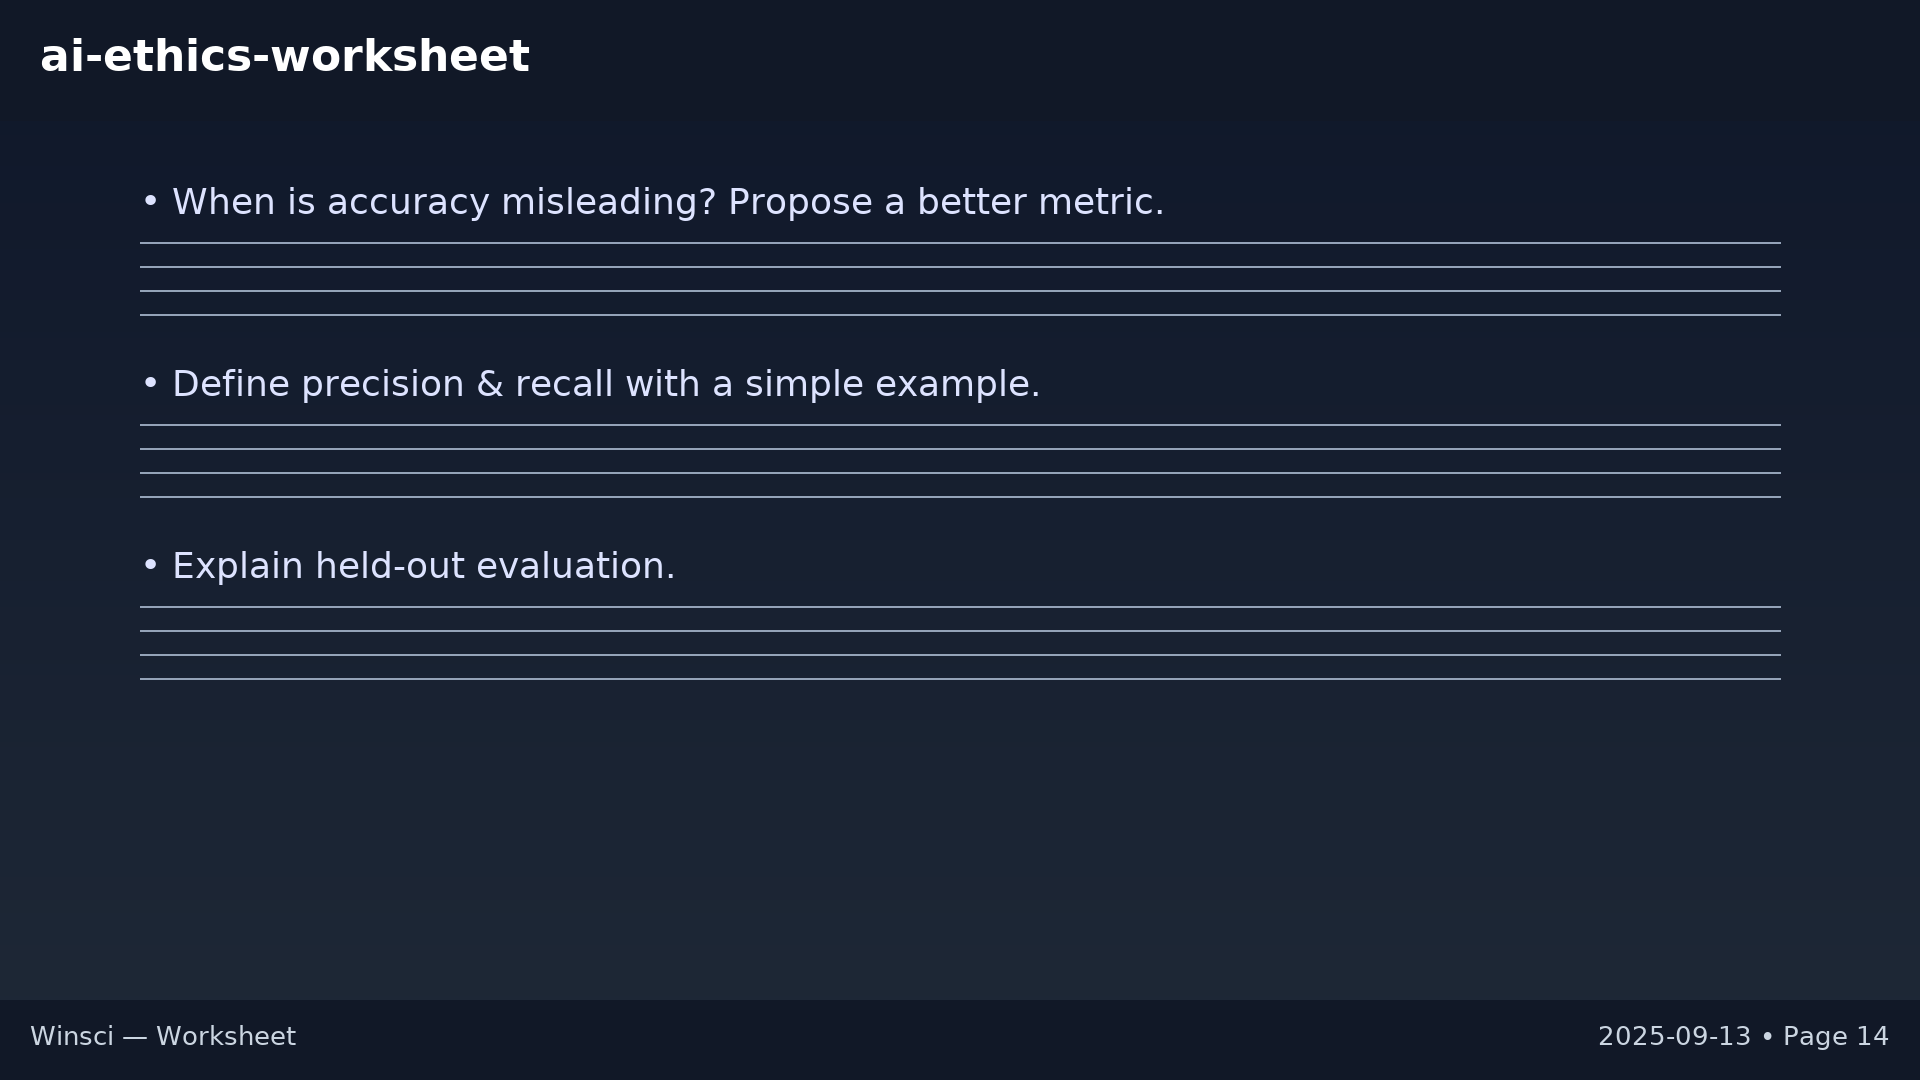 ai-ethics-worksheet
• When is accuracy misleading? Propose a better metric.
• Define precision & recall with a simple example.
• Explain held-out evaluation.
Winsci — Worksheet
2025-09-13 • Page 14